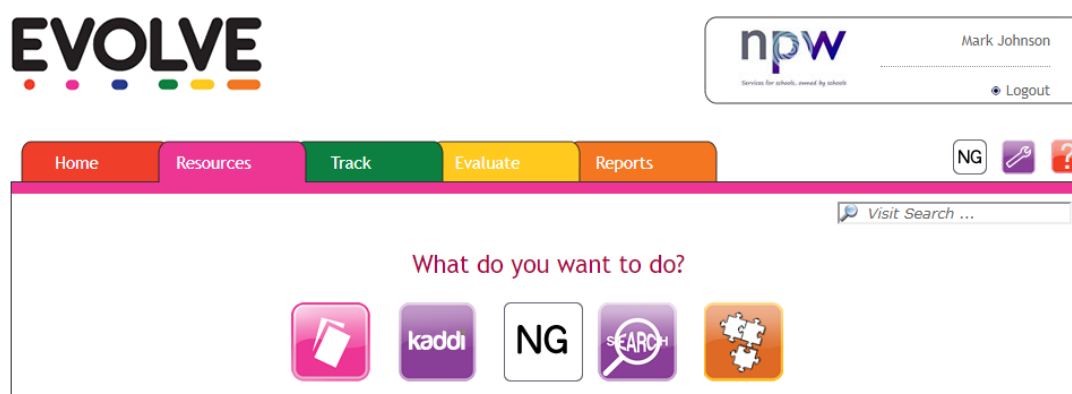 EVOLVE
npw
Services for schools, owned by schools
Mark Johnson
Logout
Home
Resources
Track
Evaluate
Reports
NG
?
Visit Search ...
What do you want to do?
kaddi
NG
SEARCH